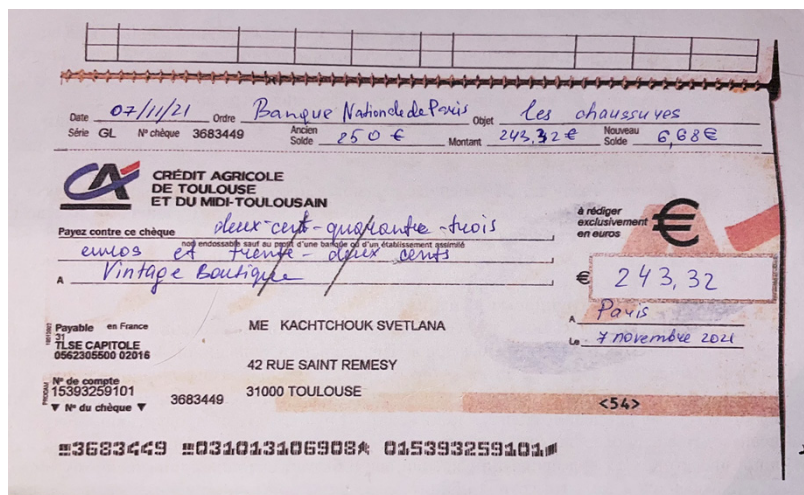 Date 07/11/21 Ordre Banque Nationale de Paris Objet les chaussures
Série GL N° chèque 3683449 Ancien Solde 250 € Montant 243,32 € Nouveau Solde 6,68 €
CA
CRÉDIT AGRICOLE
DE TOULOUSE
ET DU MIDI-TOULOUSAIN
à rédiger
exclusivement
en euros
€
Payez contre ce chèque deux-cent-quarante-trois
non endossable sauf au profit d'une banque ou d'un établissement assimilé
euros et trente-deux cents
A Vintage Boutique
€ 243,32
A Paris
Le 7 novembre 2021
Payable en France
31
TLSE CAPITOLE
0562305500 02016
ME KACHTCHOUK SVETLANA
42 RUE SAINT REMESY
31000 TOULOUSE
N° de compte
15393259101
▼ N° du chèque ▼ 3683449
<54>
3683449 031013106908 015393259101